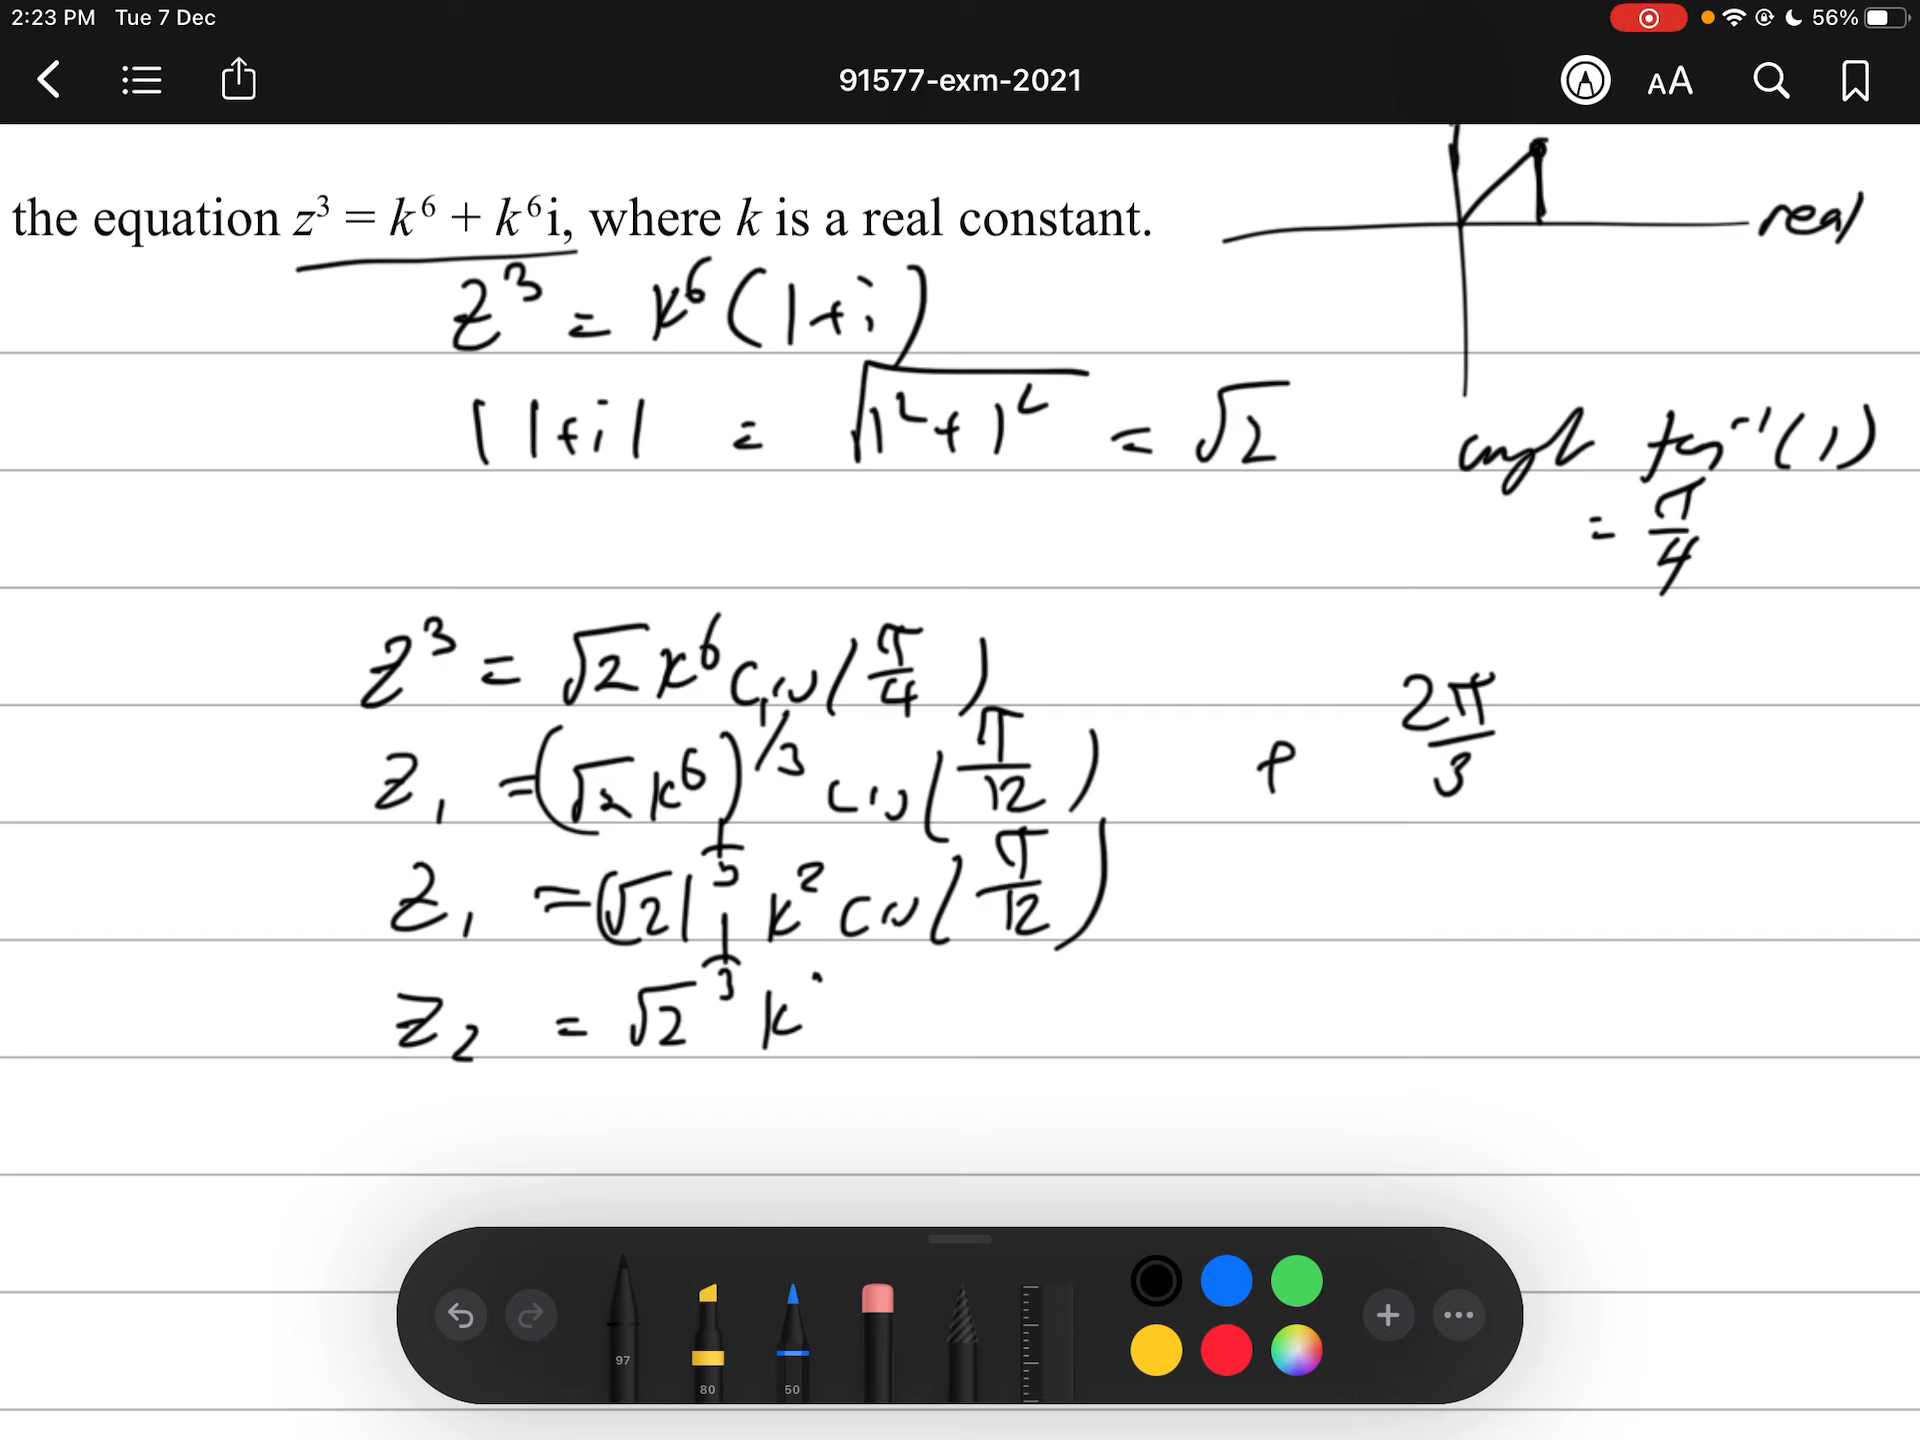 2:23 PM Tue 7 Dec 56%
91577-exm-2021
the equation z³ = k⁶ + k⁶i, where k is a real constant.
real
z³ = k⁶(1+i)
|1+i| = √(1²+1²) = √2
angle tan⁻¹(1)
= π/4
z³ = √2 k⁶ cis(π/4)
z₁ = (√2 k⁶)^1/3 cis(π/12) + 2π/3
z₁ = (√2)^1/3 k² cis(π/12)
z₂ = √2^1/3 k
97 80 50